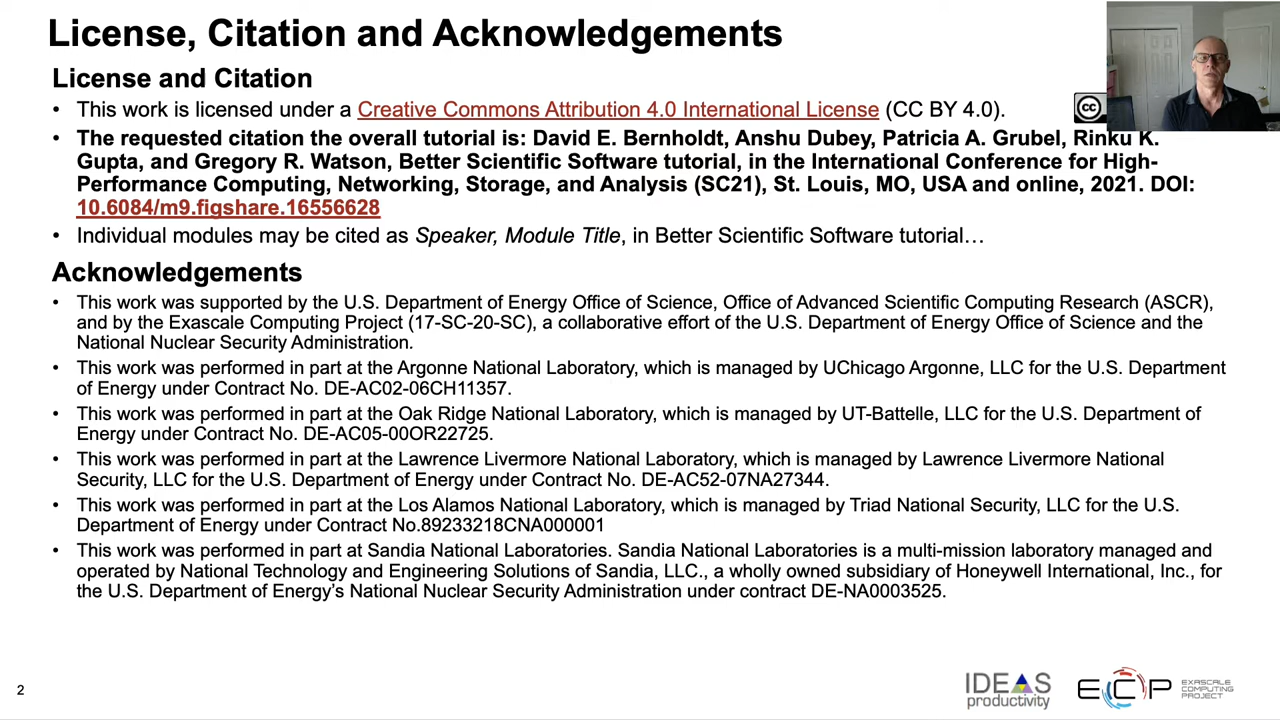 License, Citation and Acknowledgements
License and Citation
• This work is licensed under a Creative Commons Attribution 4.0 International License (CC BY 4.0).
cc
• The requested citation the overall tutorial is: David E. Bernholdt, Anshu Dubey, Patricia A. Grubel, Rinku K.
Gupta, and Gregory R. Watson, Better Scientific Software tutorial, in the International Conference for High-
Performance Computing, Networking, Storage, and Analysis (SC21), St. Louis, MO, USA and online, 2021. DOI:
10.6084/m9.figshare.16556628
• Individual modules may be cited as Speaker, Module Title, in Better Scientific Software tutorial…
Acknowledgements
• This work was supported by the U.S. Department of Energy Office of Science, Office of Advanced Scientific Computing Research (ASCR),
and by the Exascale Computing Project (17-SC-20-SC), a collaborative effort of the U.S. Department of Energy Office of Science and the
National Nuclear Security Administration.
• This work was performed in part at the Argonne National Laboratory, which is managed by UChicago Argonne, LLC for the U.S. Department
of Energy under Contract No. DE-AC02-06CH11357.
• This work was performed in part at the Oak Ridge National Laboratory, which is managed by UT-Battelle, LLC for the U.S. Department of
Energy under Contract No. DE-AC05-00OR22725.
• This work was performed in part at the Lawrence Livermore National Laboratory, which is managed by Lawrence Livermore National
Security, LLC for the U.S. Department of Energy under Contract No. DE-AC52-07NA27344.
• This work was performed in part at the Los Alamos National Laboratory, which is managed by Triad National Security, LLC for the U.S.
Department of Energy under Contract No.89233218CNA000001
• This work was performed in part at Sandia National Laboratories. Sandia National Laboratories is a multi-mission laboratory managed and
operated by National Technology and Engineering Solutions of Sandia, LLC., a wholly owned subsidiary of Honeywell International, Inc., for
the U.S. Department of Energy’s National Nuclear Security Administration under contract DE-NA0003525.
2
IDEAS
productivity
ECP
EXASCALE
COMPUTING
PROJECT